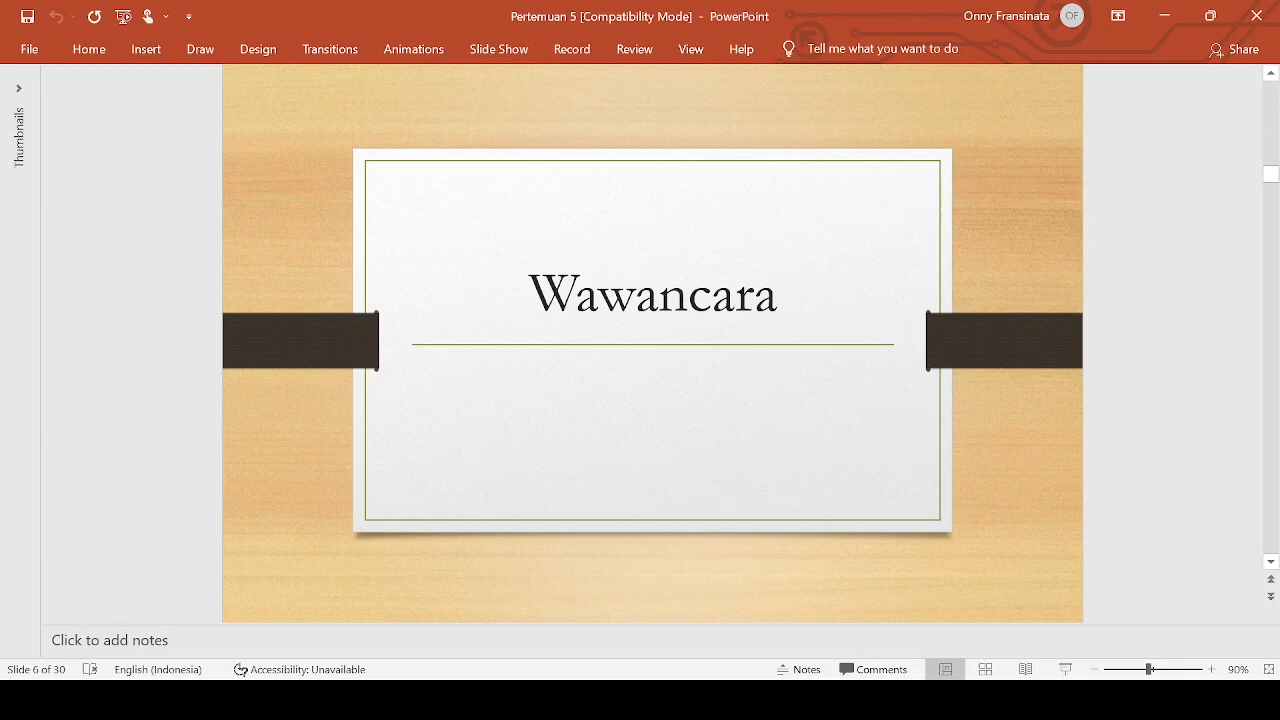 Pertemuan 5 [Compatibility Mode] - PowerPoint
Onny Fransinata
OF
File Home Insert Draw Design Transitions Animations Slide Show Record Review View Help Tell me what you want to do Share
Thumbnails
Wawancara
Click to add notes
Slide 6 of 30 English (Indonesia) Accessibility: Unavailable Notes Comments 90%